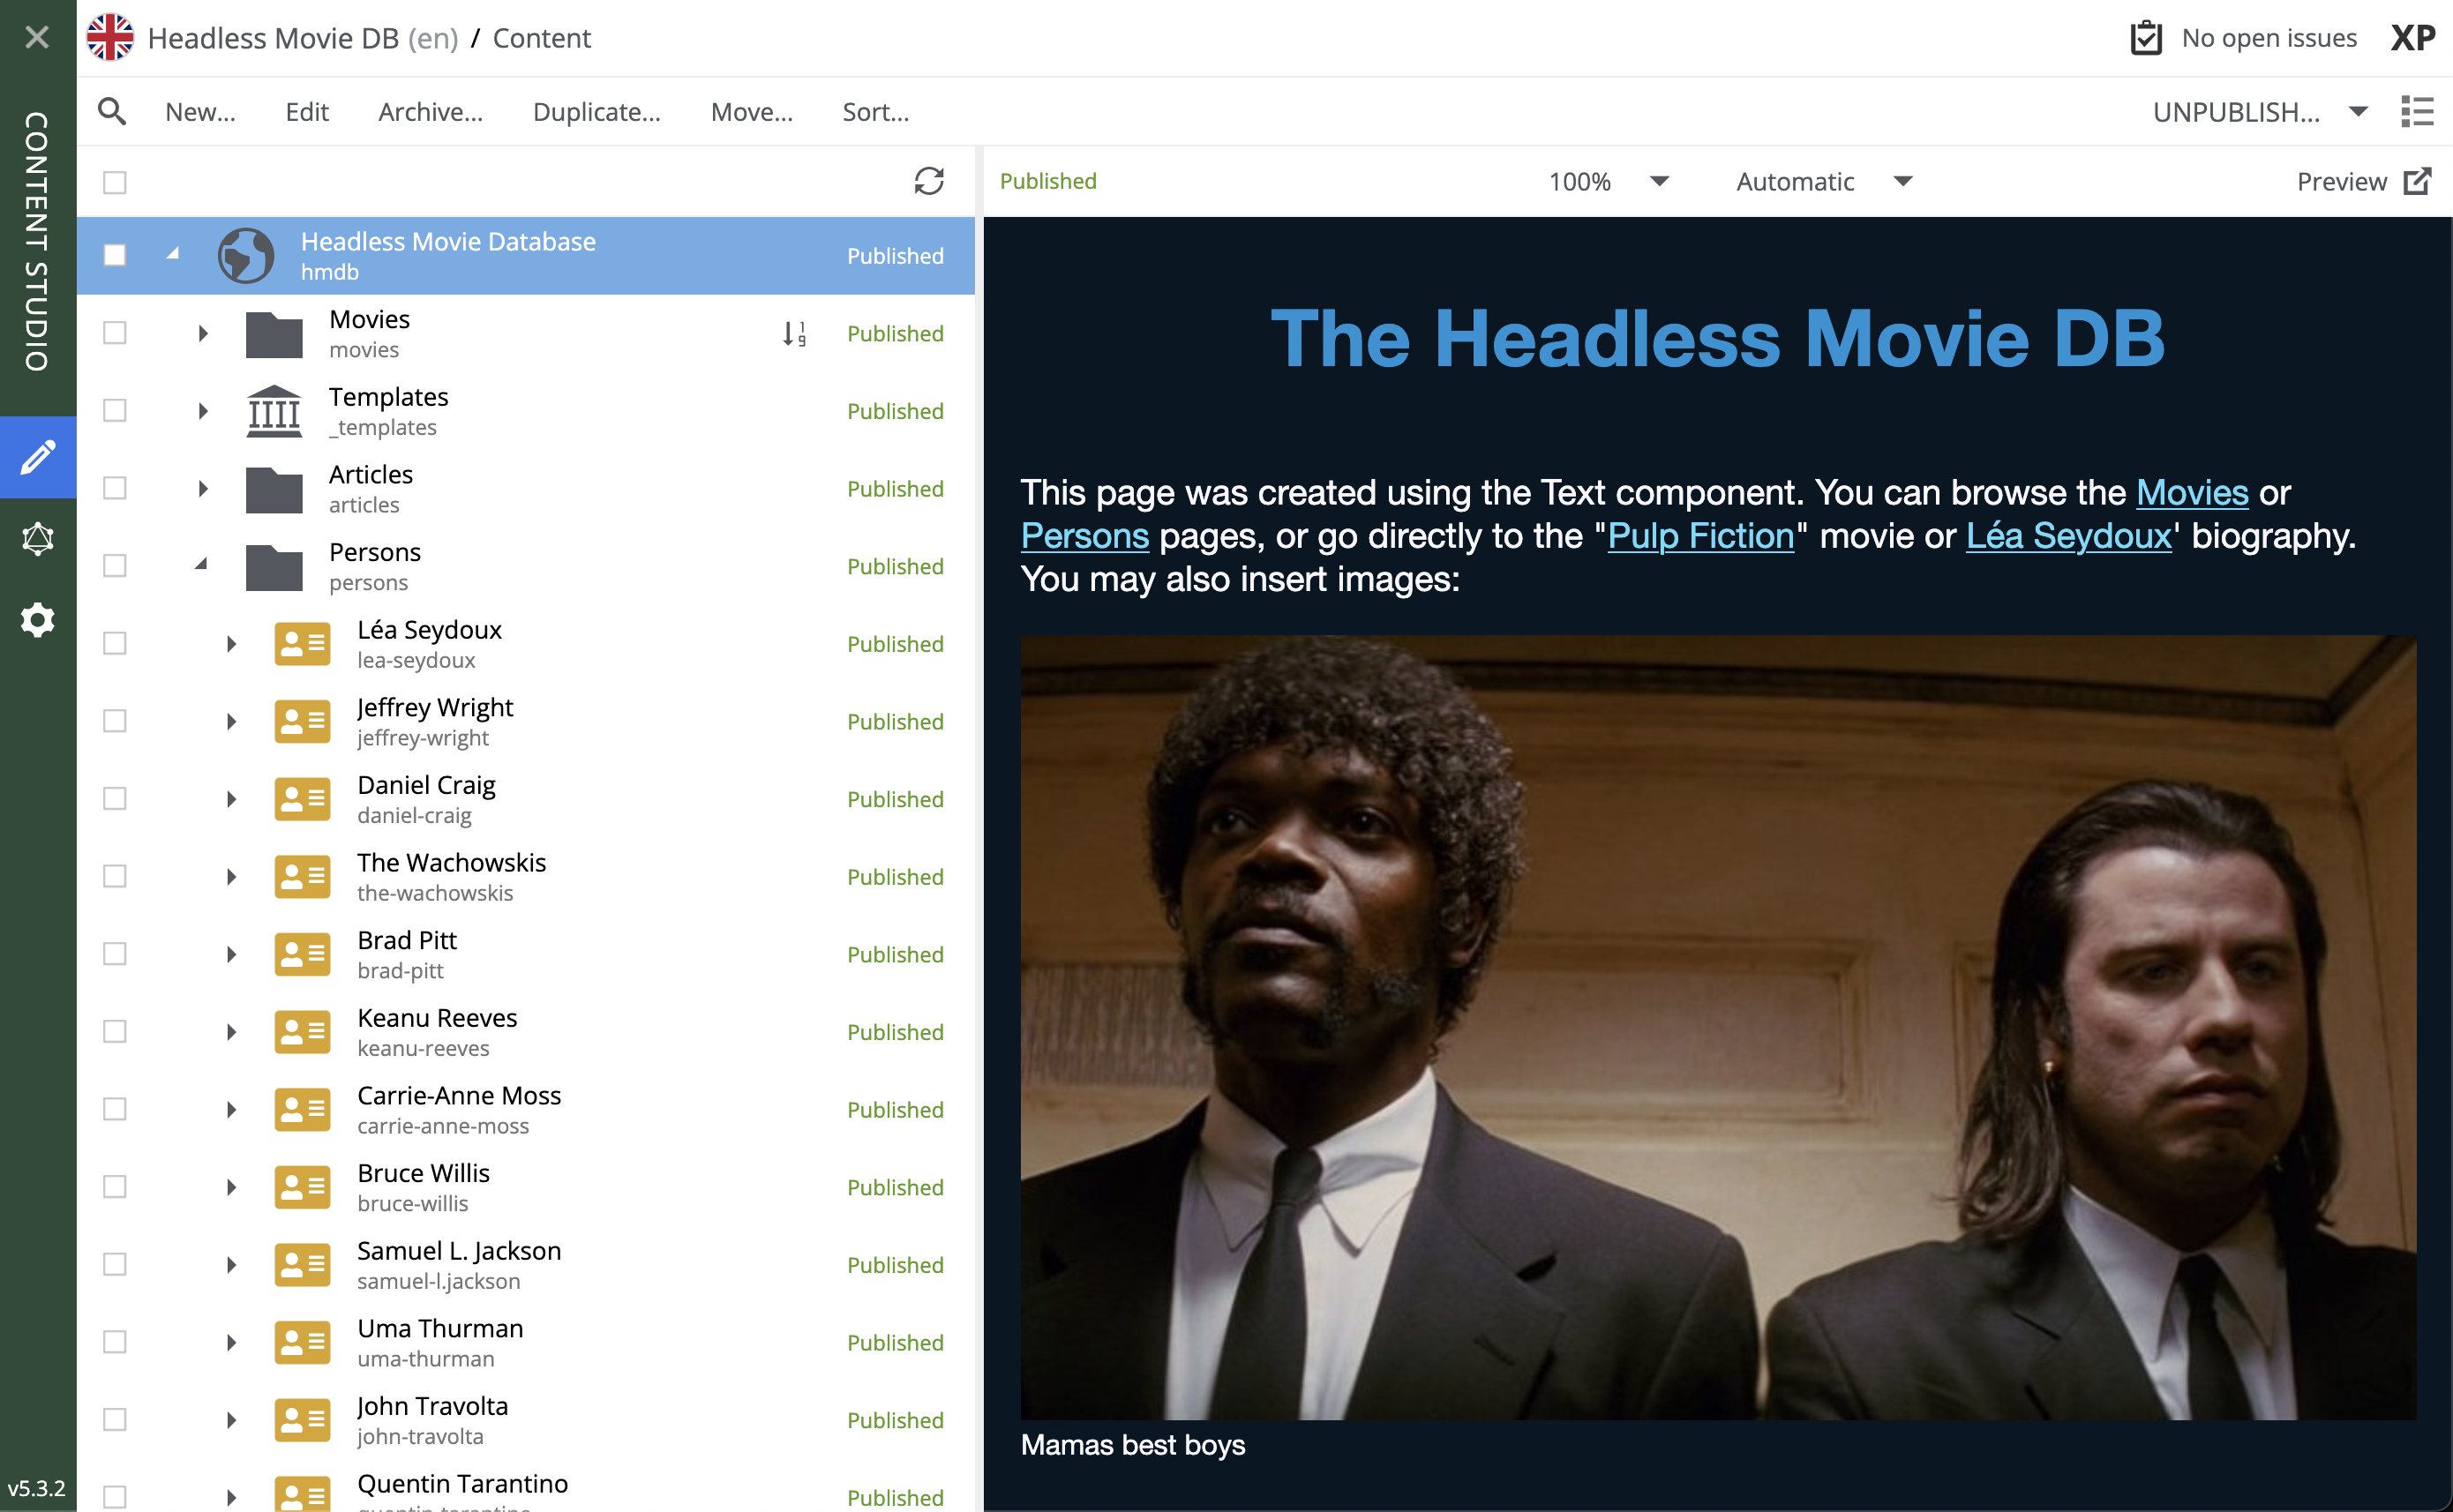 Headless Movie DB (en) / Content
No open issues
XP
CONTENT STUDIO
New...
Edit
Archive...
Duplicate...
Move...
Sort...
UNPUBLISH...
Published
100%
Automatic
Preview
Headless Movie Database
hmdb
Published
Movies
movies
1
9
Published
Templates
_templates
Published
Articles
articles
Published
Persons
persons
Published
Léa Seydoux
lea-seydoux
Published
Jeffrey Wright
jeffrey-wright
Published
Daniel Craig
daniel-craig
Published
The Wachowskis
the-wachowskis
Published
Brad Pitt
brad-pitt
Published
Keanu Reeves
keanu-reeves
Published
Carrie-Anne Moss
carrie-anne-moss
Published
Bruce Willis
bruce-willis
Published
Samuel L. Jackson
samuel-l.jackson
Published
Uma Thurman
uma-thurman
Published
John Travolta
john-travolta
Published
Quentin Tarantino
Published
v5.3.2
The Headless Movie DB
This page was created using the Text component. You can browse the Movies or
Persons pages, or go directly to the "Pulp Fiction" movie or Léa Seydoux' biography.
You may also insert images:
Mamas best boys